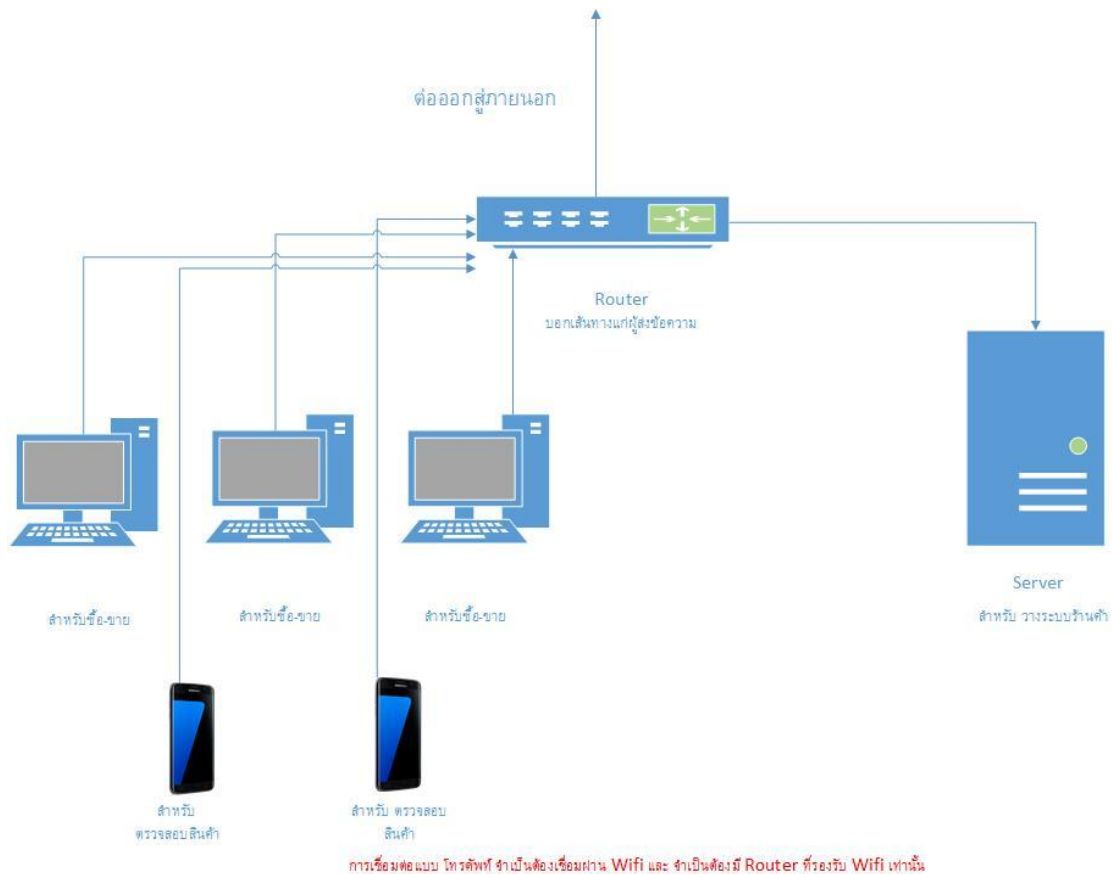 ต่อออกสู่ภายนอก
Router
บอกเส้นทางแก่ผู้ส่งข้อความ
Server
สำหรับซื้อ-ขาย
สำหรับซื้อ-ขาย
สำหรับซื้อ-ขาย
สำหรับ วางระบบร้านค้า
สำหรับ
ตรวจสอบสินค้า
สำหรับ ตรวจสอบ
สินค้า
การเชื่อมต่อแบบ โทรศัพท์ จำเป็นต้องเชื่อมผ่าน Wifi และ จำเป็นต้องมี Router ที่รองรับ Wifi เท่านั้น